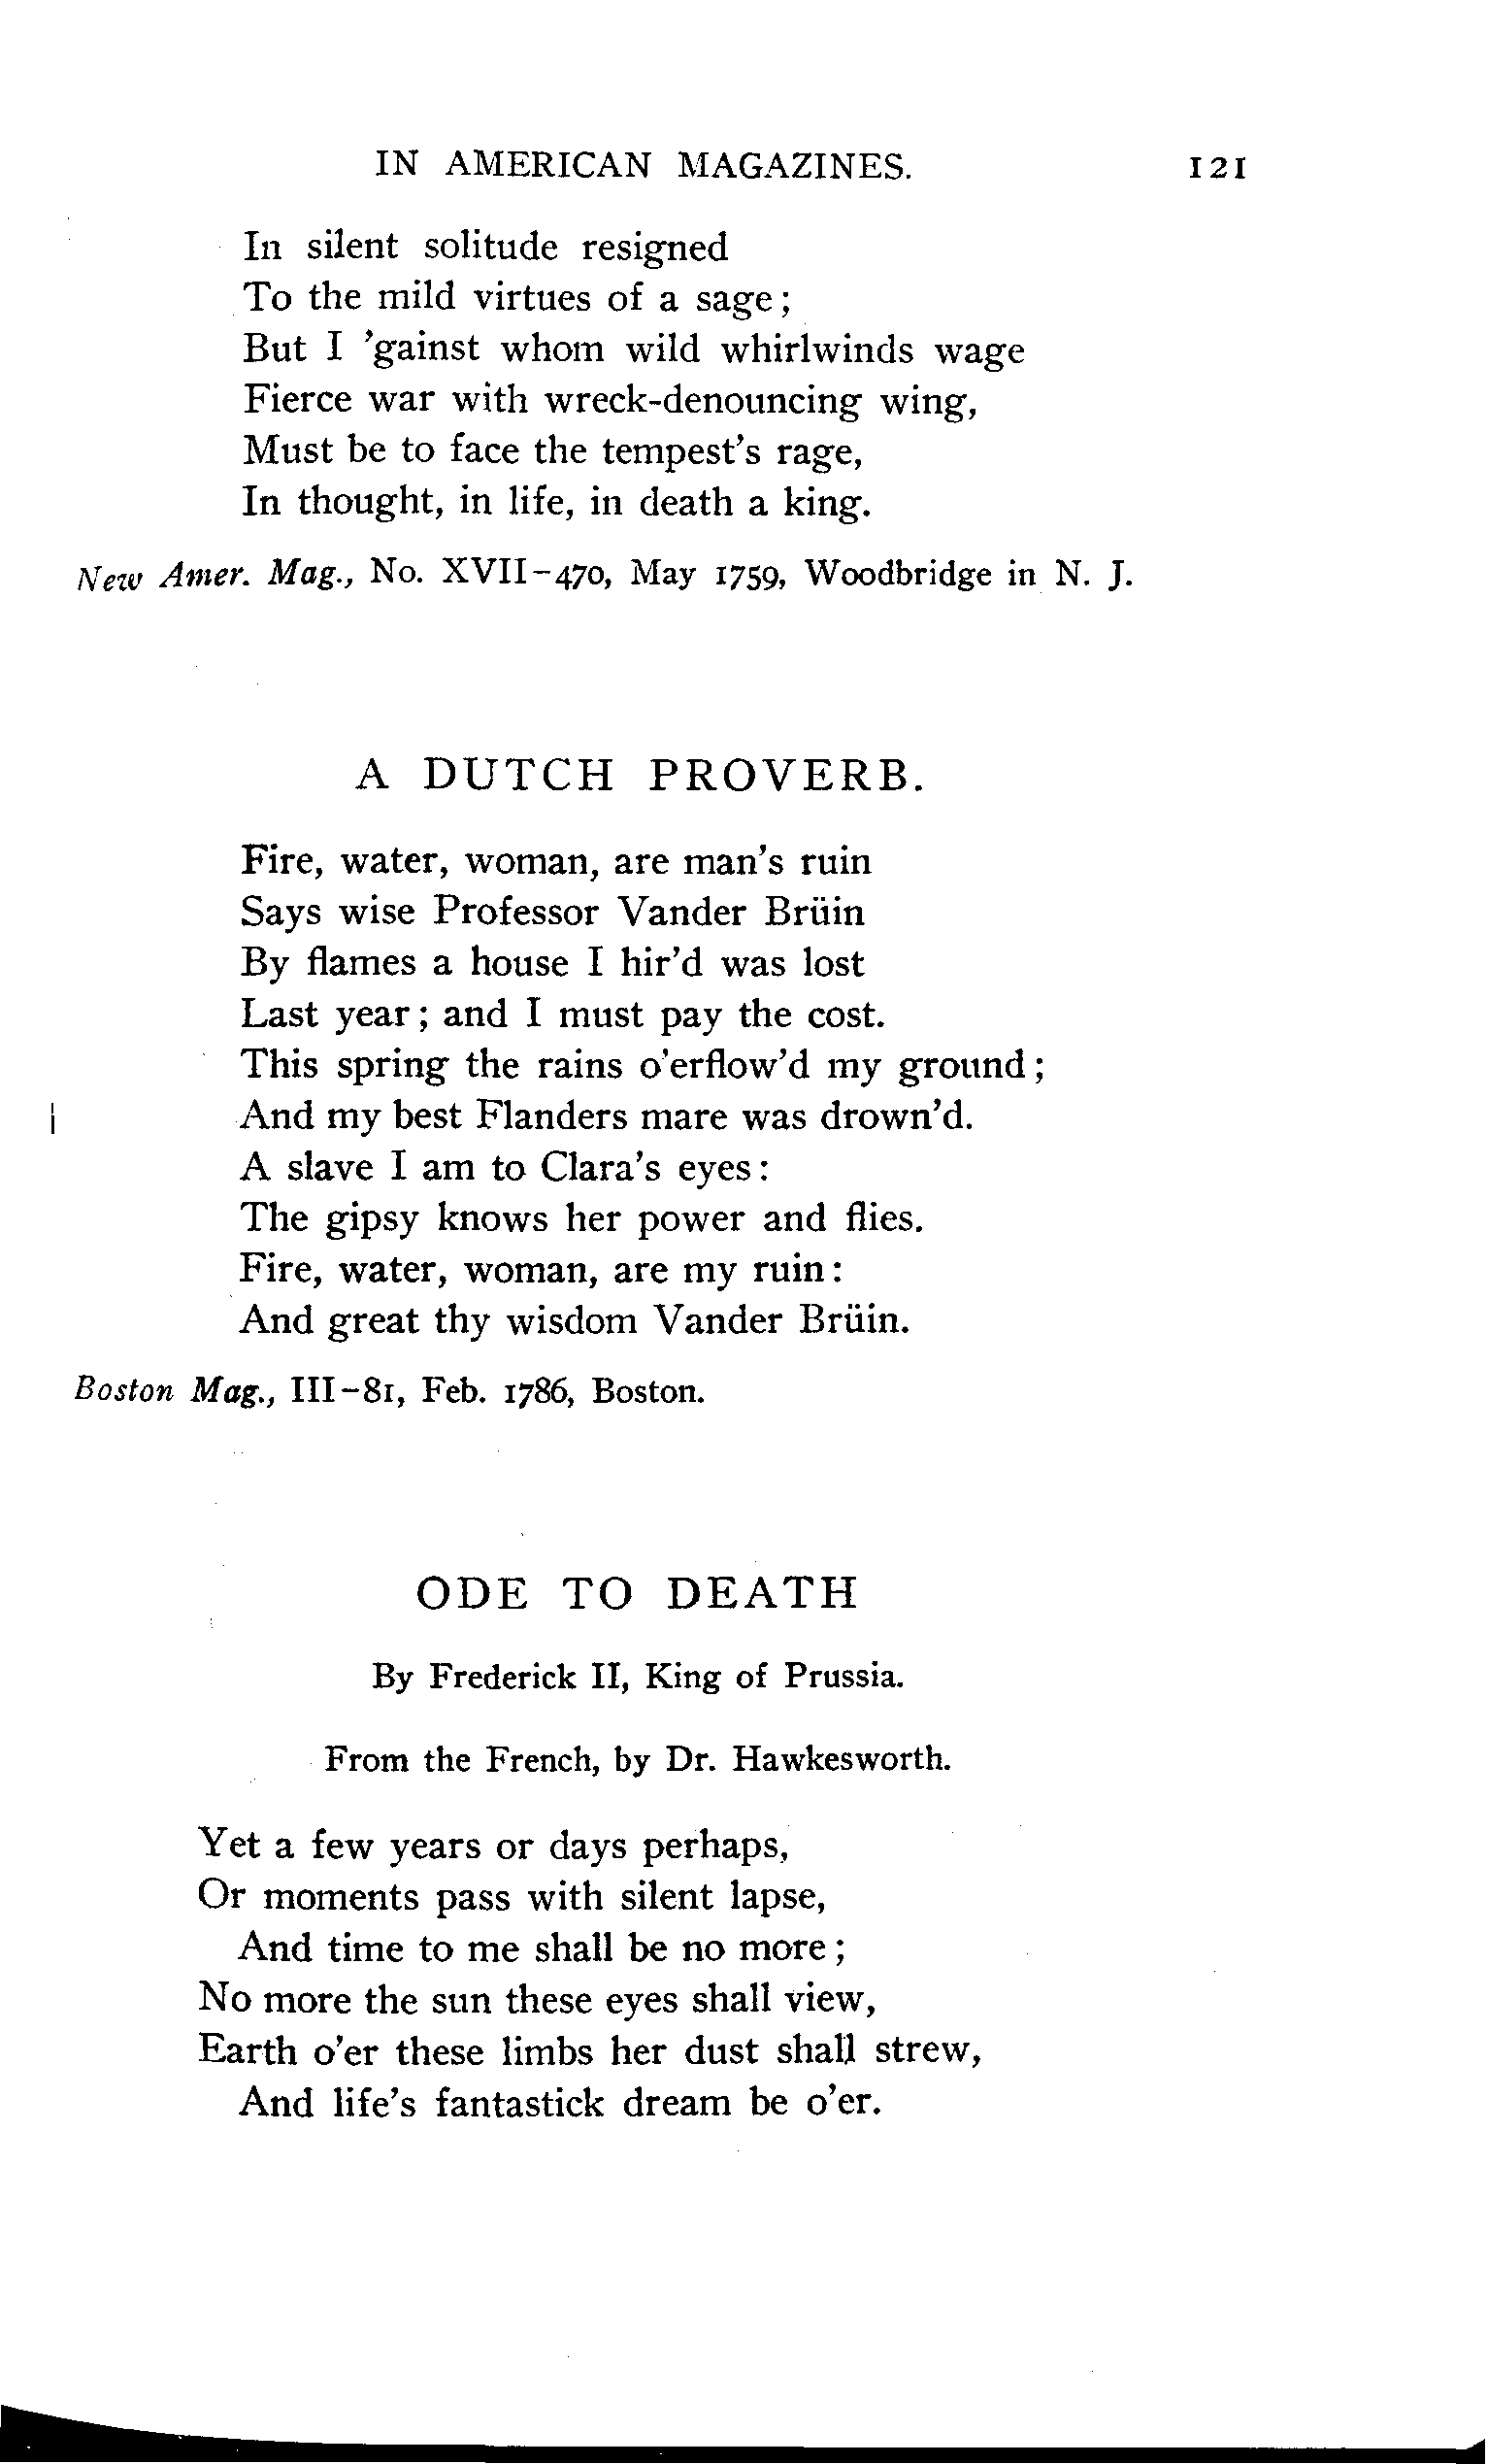 IN AMERICAN MAGAZINES. 121
In silent solitude resigned
To the mild virtues of a sage;
But I 'gainst whom wild whirlwinds wage
Fierce war with wreck-denouncing wing,
Must be to face the tempest's rage,
In thought, in life, in death a king.
New Amer. Mag., No. XVII-470, May 1759, Woodbridge in N. J.
A DUTCH PROVERB.
Fire, water, woman, are man's ruin
Says wise Professor Vander Brüin
By flames a house I hir'd was lost
Last year; and I must pay the cost.
This spring the rains o'erflow'd my ground;
And my best Flanders mare was drown'd.
A slave I am to Clara's eyes:
The gipsy knows her power and flies.
Fire, water, woman, are my ruin:
And great thy wisdom Vander Brüin.
Boston Mag., III-81, Feb. 1786, Boston.
ODE TO DEATH
By Frederick II, King of Prussia.
From the French, by Dr. Hawkesworth.
Yet a few years or days perhaps,
Or moments pass with silent lapse,
And time to me shall be no more;
No more the sun these eyes shall view,
Earth o'er these limbs her dust shall strew,
And life's fantastick dream be o'er.